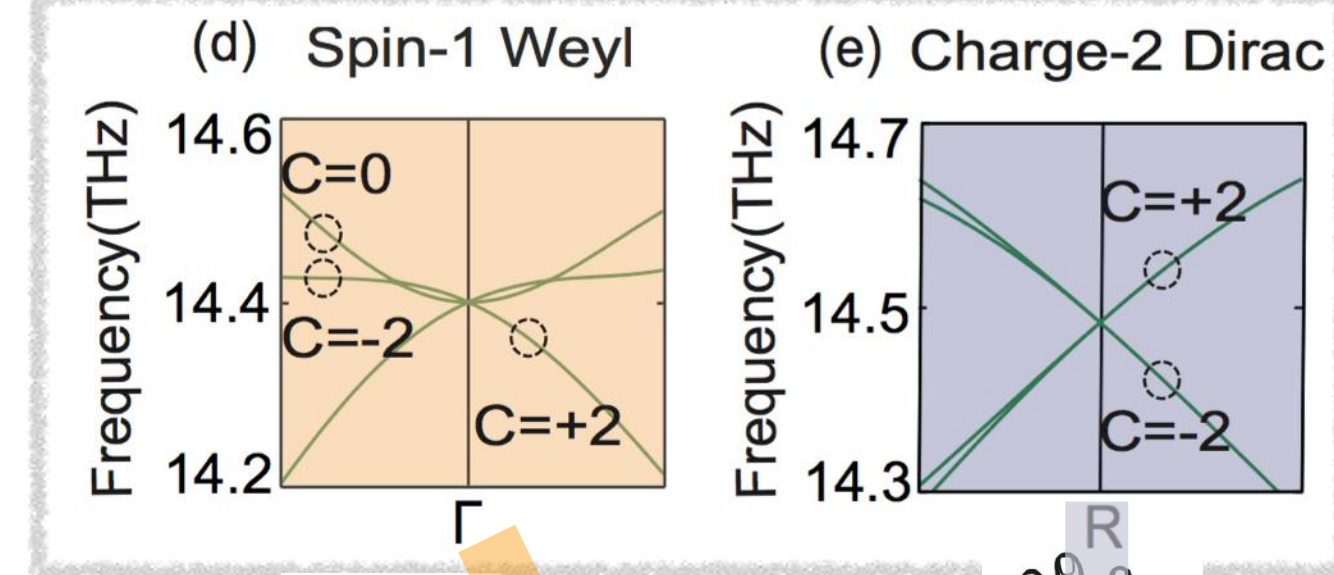 (d) Spin-1 Weyl
Frequency(THz)
14.6
14.4
14.2
C=0
C=-2
C=+2
Γ
(e) Charge-2 Dirac
Frequency(THz)
14.7
14.5
14.3
C=+2
C=-2
R